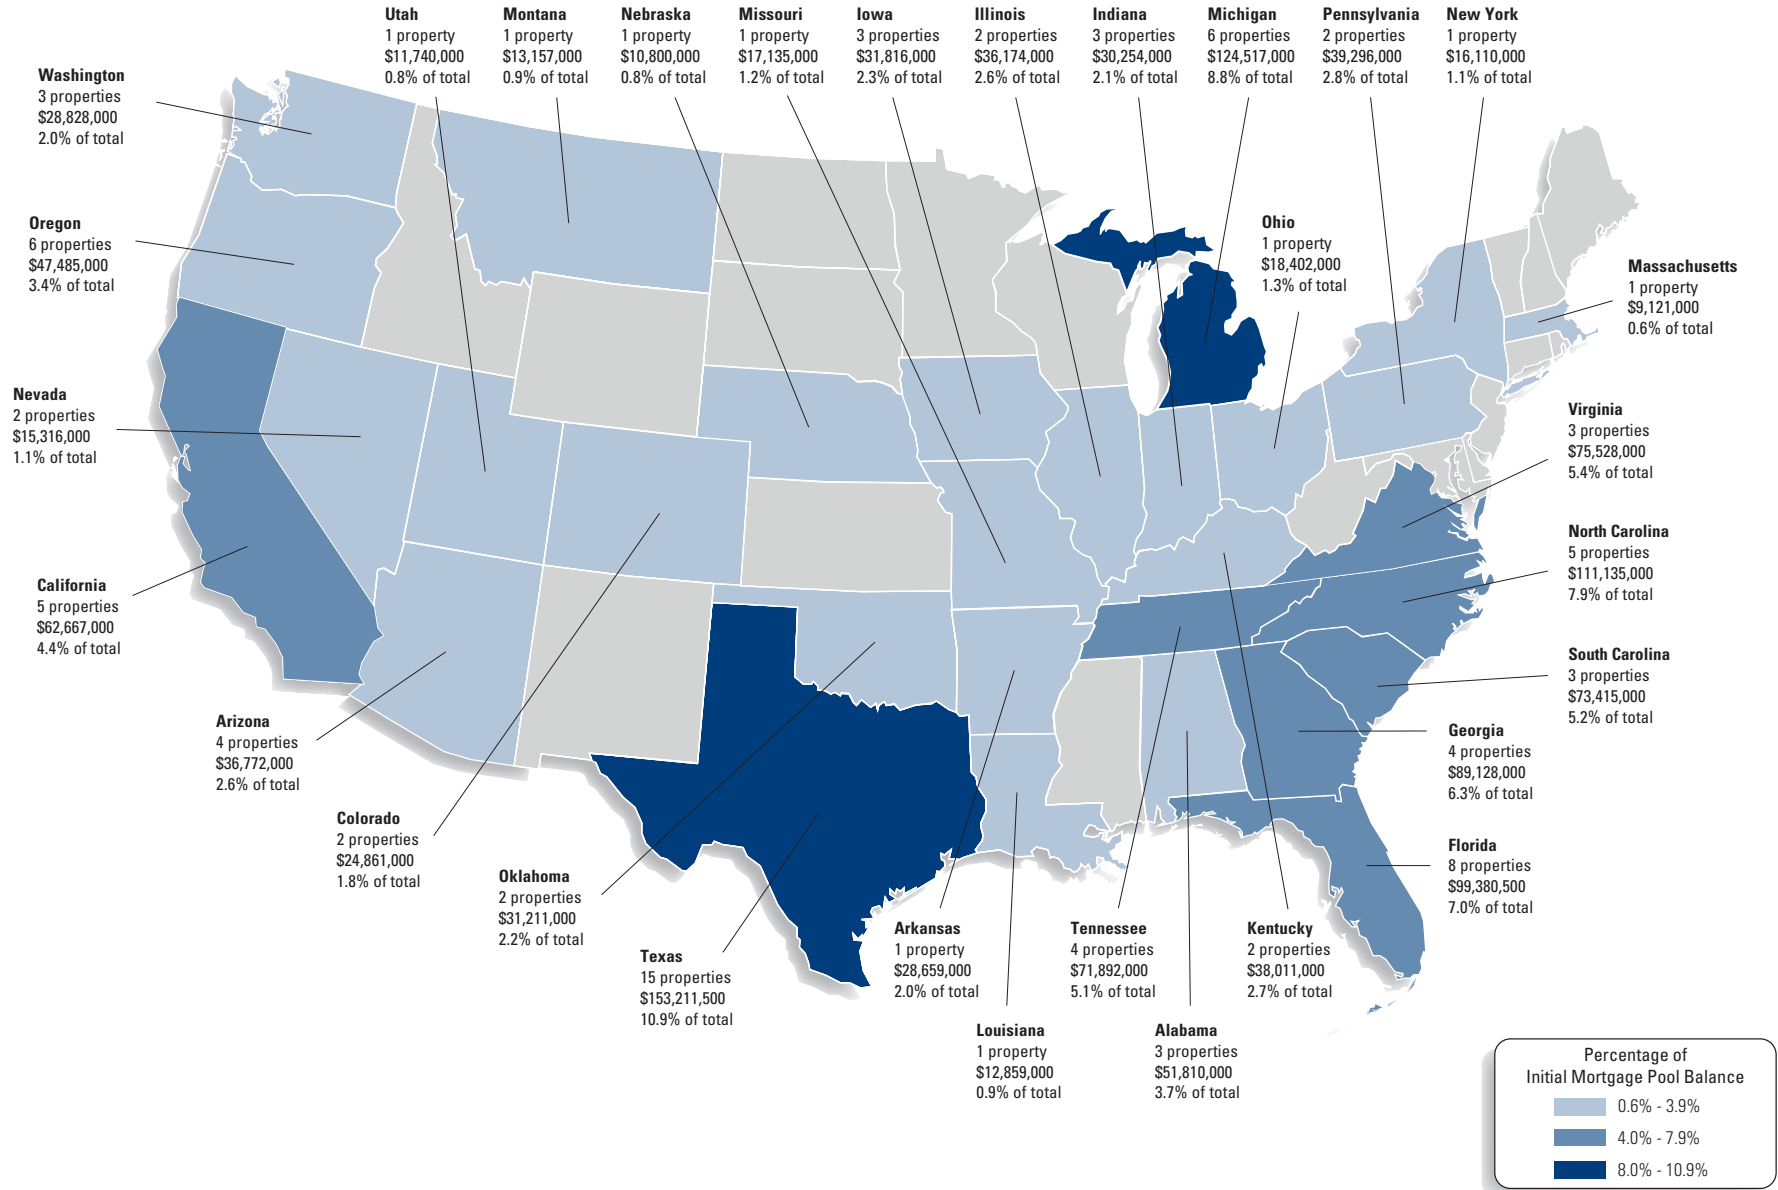 Utah
1 property
$11,740,000
0.8% of total
Montana
1 property
$13,157,000
0.9% of total
Nebraska
1 property
$10,800,000
0.8% of total
Missouri
1 property
$17,135,000
1.2% of total
Iowa
3 properties
$31,816,000
2.3% of total
Illinois
2 properties
$36,174,000
2.6% of total
Indiana
3 properties
$30,254,000
2.1% of total
Michigan
6 properties
$124,517,000
8.8% of total
Pennsylvania
2 properties
$39,296,000
2.8% of total
New York
1 property
$16,110,000
1.1% of total
Washington
3 properties
$28,828,000
2.0% of total
Oregon
6 properties
$47,485,000
3.4% of total
Ohio
1 property
$18,402,000
1.3% of total
Massachusetts
1 property
$9,121,000
0.6% of total
Nevada
2 properties
$15,316,000
1.1% of total
Virginia
3 properties
$75,528,000
5.4% of total
North Carolina
5 properties
$111,135,000
7.9% of total
California
5 properties
$62,667,000
4.4% of total
South Carolina
3 properties
$73,415,000
5.2% of total
Arizona
4 properties
$36,772,000
2.6% of total
Georgia
4 properties
$89,128,000
6.3% of total
Colorado
2 properties
$24,861,000
1.8% of total
Florida
8 properties
$99,380,500
7.0% of total
Oklahoma
2 properties
$31,211,000
2.2% of total
Texas
15 properties
$153,211,500
10.9% of total
Arkansas
1 property
$28,659,000
2.0% of total
Tennessee
4 properties
$71,892,000
5.1% of total
Kentucky
2 properties
$38,011,000
2.7% of total
Louisiana
1 property
$12,859,000
0.9% of total
Alabama
3 properties
$51,810,000
3.7% of total
Percentage of
Initial Mortgage Pool Balance
0.6% - 3.9%
4.0% - 7.9%
8.0% - 10.9%